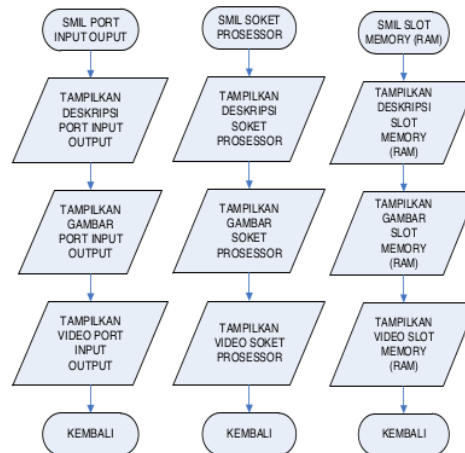 SMIL PORT
INPUT OUPUT
TAMPILKAN
DESKRIPSI
PORT INPUT
OUTPUT
TAMPILKAN
GAMBAR
PORT INPUT
OUTPUT
TAMPILKAN
VIDEO PORT
INPUT
OUTPUT
KEMBALI
SMIL SOKET
PROSESSOR
TAMPILKAN
DESKRIPSI
SOKET
PROSESSOR
TAMPILKAN
GAMBAR
SOKET
PROSESSOR
TAMPILKAN
VIDEO SOKET
PROSESSOR
KEMBALI
SMIL SLOT
MEMORY (RAM)
TAMPILKAN
DESKRIPSI
SLOT
MEMORY
(RAM)
TAMPILKAN
GAMBAR
SLOT
MEMORY
(RAM)
TAMPILKAN
VIDEO SLOT
MEMORY
(RAM)
KEMBALI